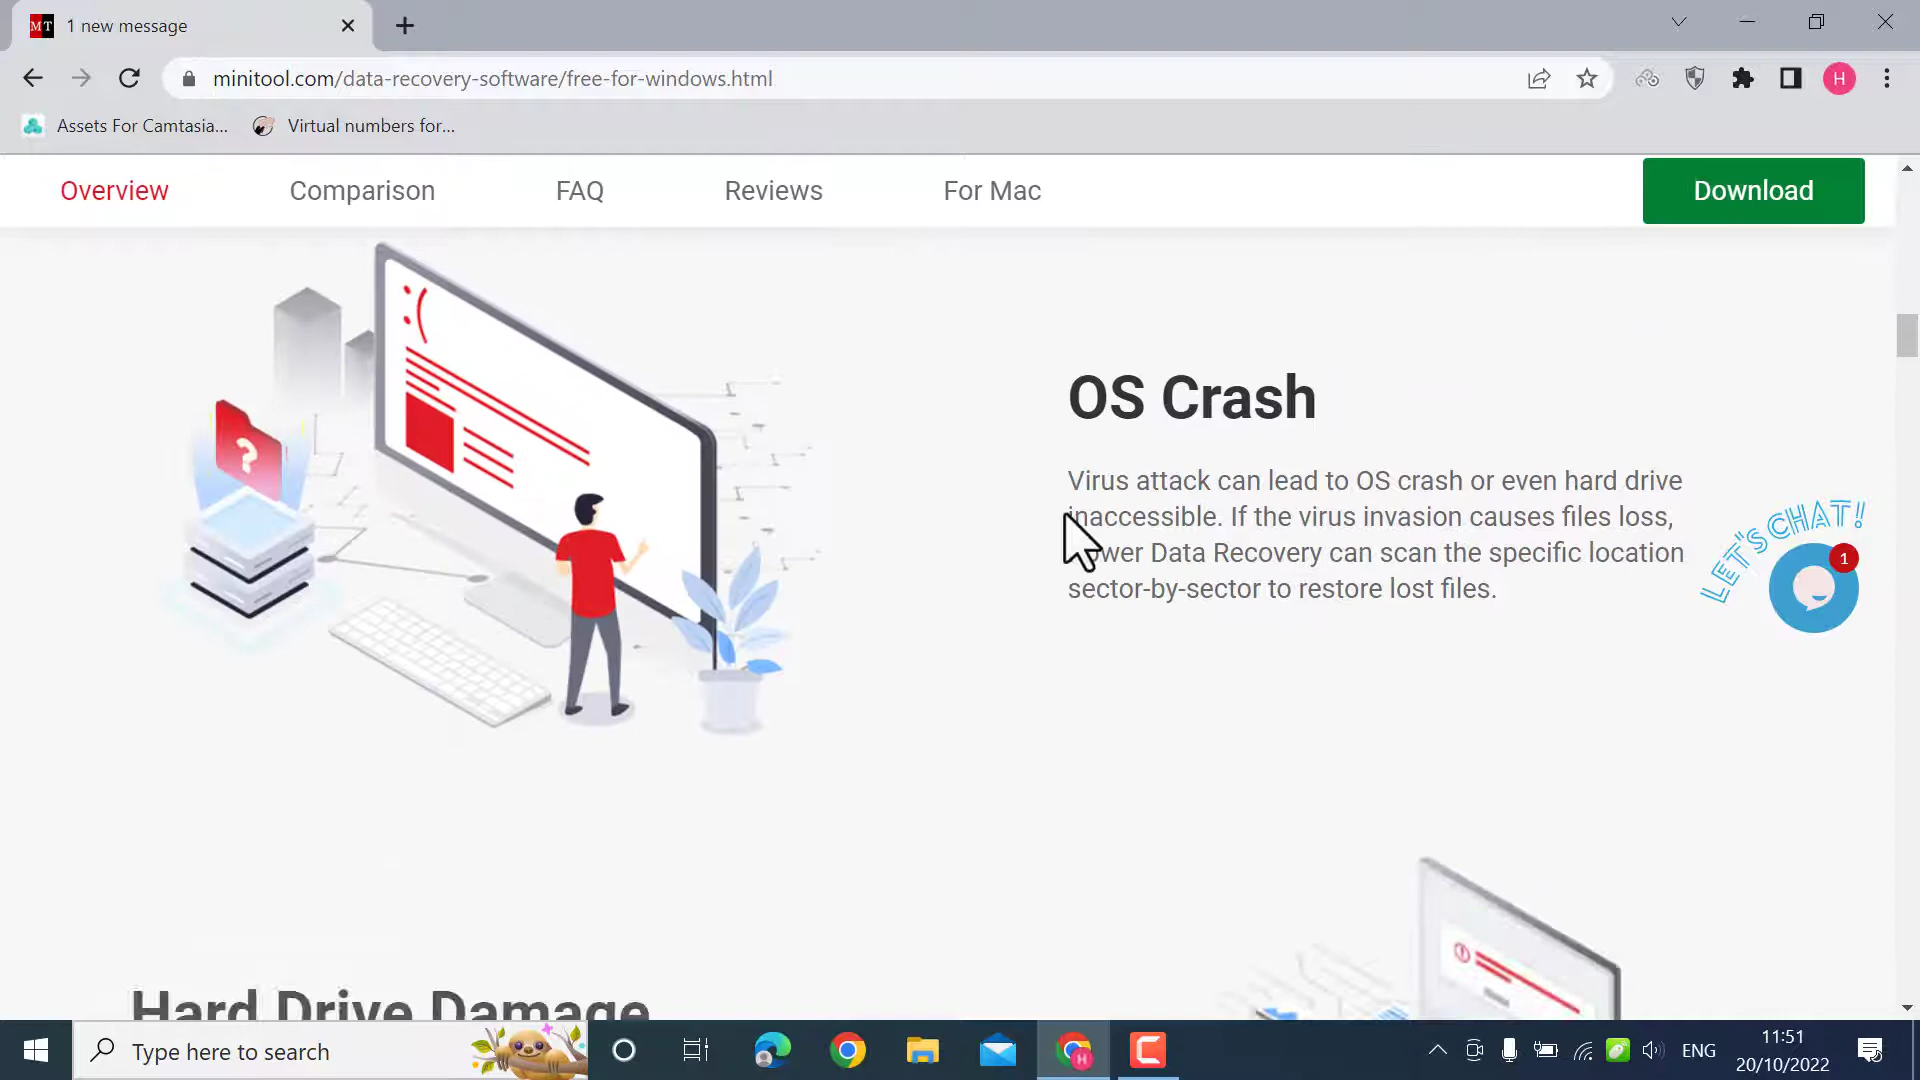 MT 1 new message
minitool.com/data-recovery-software/free-for-windows.html
H
Assets For Camtasia...
Virtual numbers for...
Overview
Comparison
FAQ
Reviews
For Mac
Download
:(
?
OS Crash
Virus attack can lead to OS crash or even hard drive
inaccessible. If the virus invasion causes files loss,
Power Data Recovery can scan the specific location
sector-by-sector to restore lost files.
LET'S CHAT!
1
Hard Drive Damage
Type here to search
H
ENG
11:51
20/10/2022